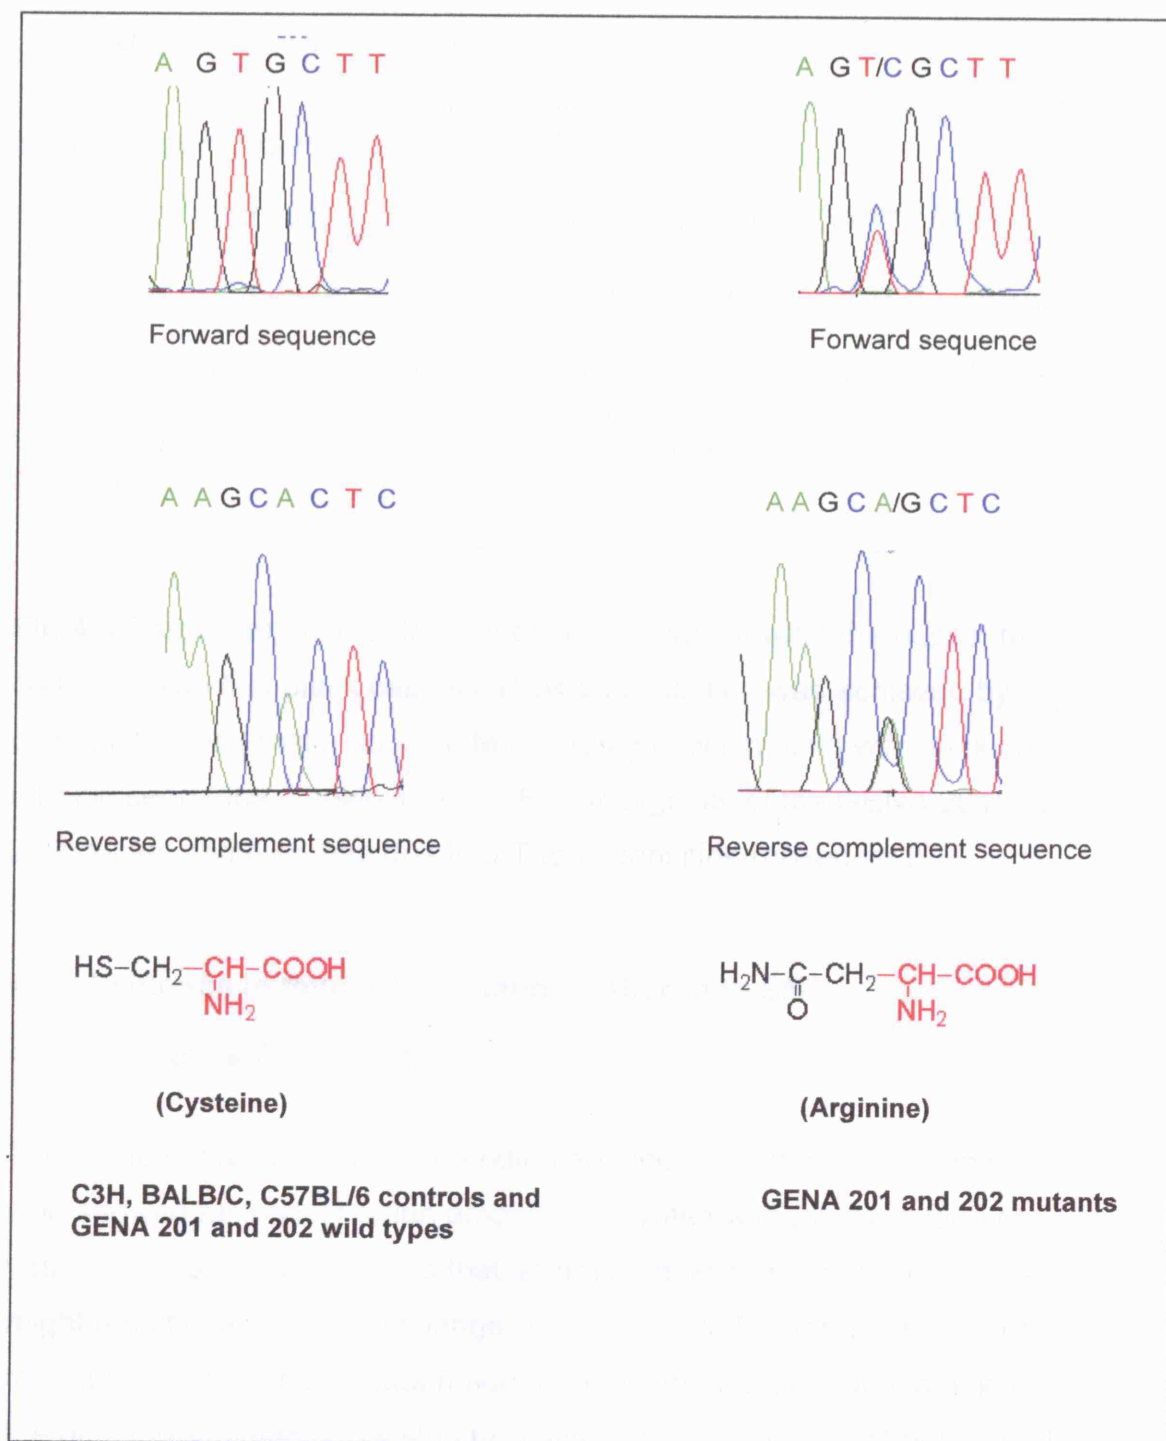 A G T G C T T
A G T/C G C T T
Forward sequence
Forward sequence
A A G C A C T C
A A G C A/G C T C
Reverse complement sequence
Reverse complement sequence
HS–CH2–CH–COOH
NH2
H2N–C–CH2–CH–COOH
O NH2
(Cysteine)
(Arginine)
C3H, BALB/C, C57BL/6 controls and
GENA 201 and 202 wild types
GENA 201 and 202 mutants